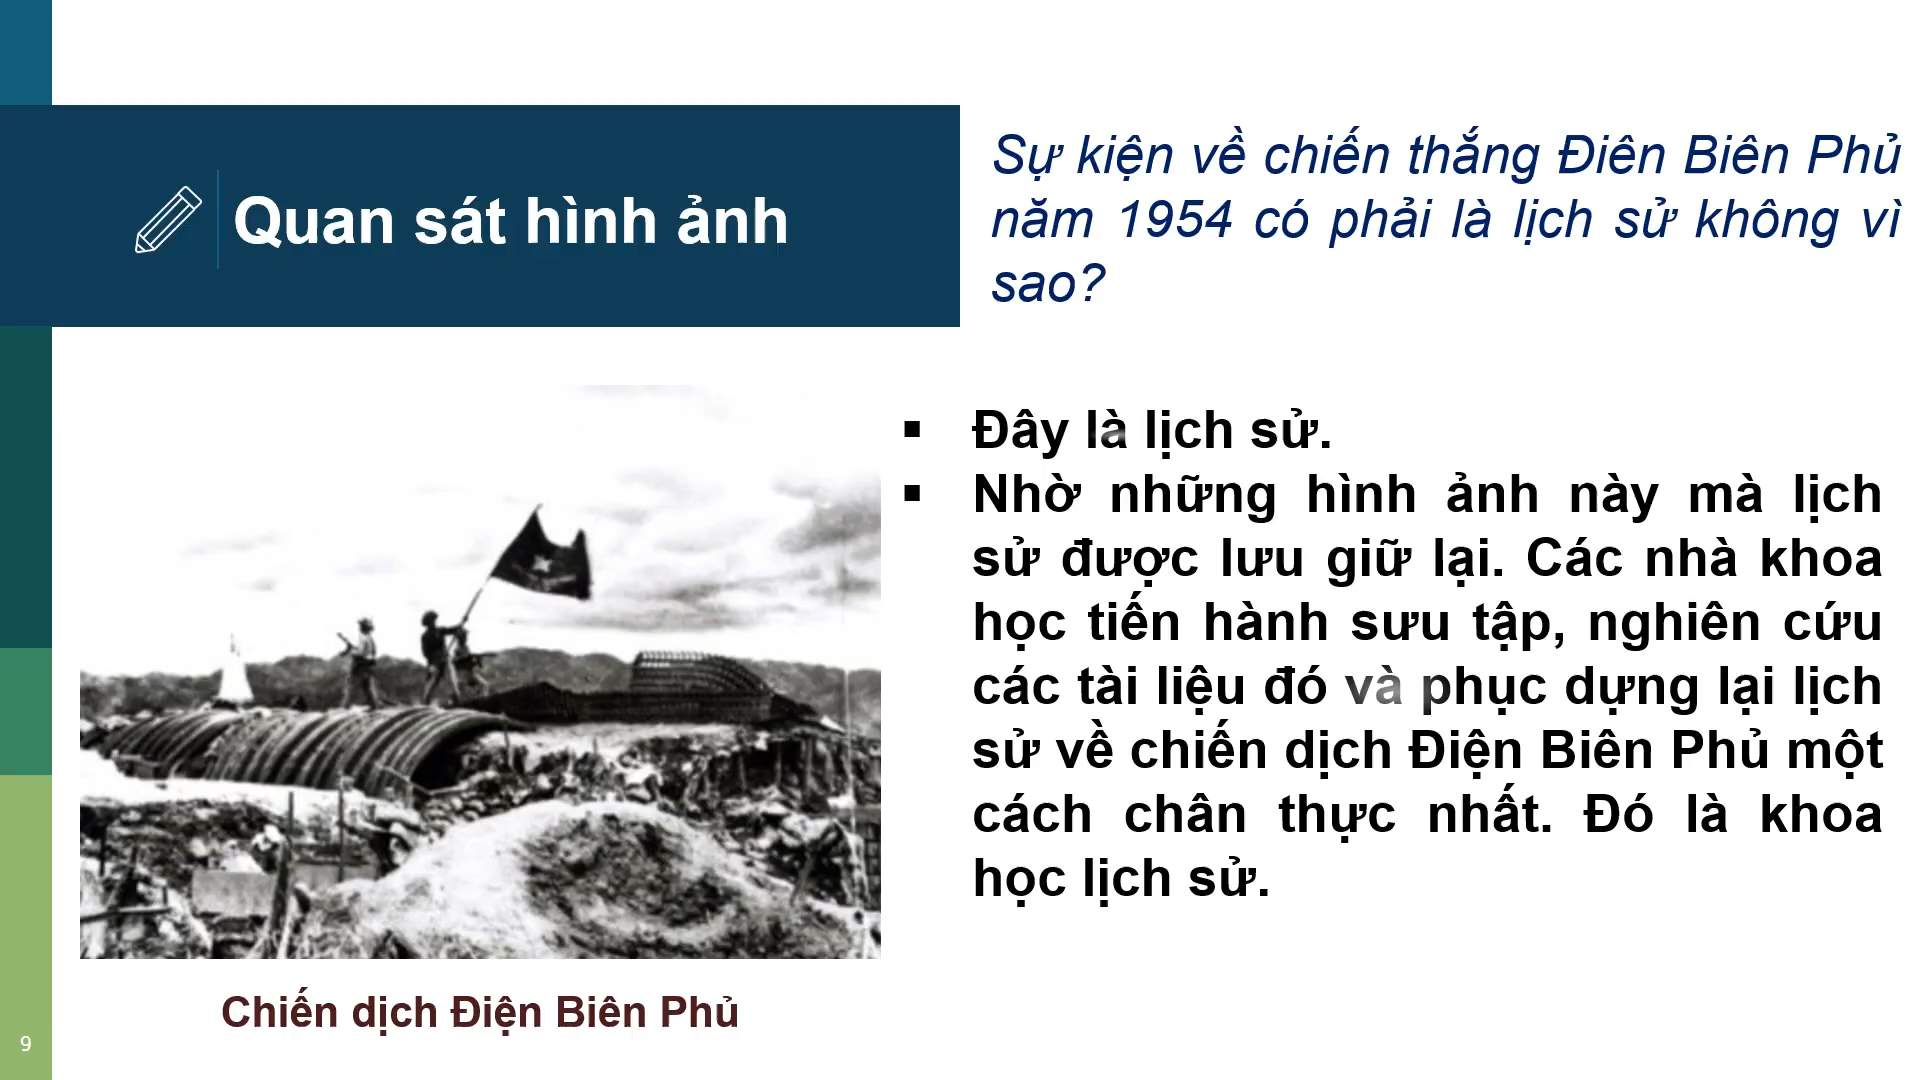 Quan sát hình ảnh
Sự kiện về chiến thắng Điên Biên Phủ
năm 1954 có phải là lịch sử không vì
sao?
▪ Đây là lịch sử.
▪ Nhờ những hình ảnh này mà lịch
sử được lưu giữ lại. Các nhà khoa
học tiến hành sưu tập, nghiên cứu
các tài liệu đó và phục dựng lại lịch
sử về chiến dịch Điện Biên Phủ một
cách chân thực nhất. Đó là khoa
học lịch sử.
Chiến dịch Điện Biên Phủ
9